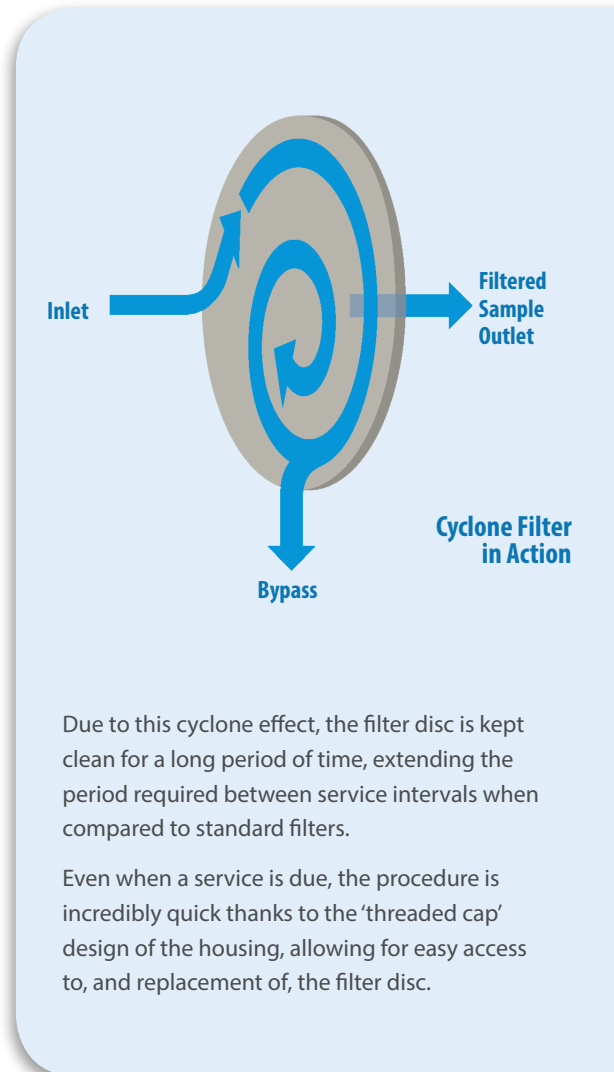 Inlet
Filtered
Sample
Outlet
Cyclone Filter
in Action
Bypass
Due to this cyclone effect, the filter disc is kept
clean for a long period of time, extending the
period required between service intervals when
compared to standard filters.
Even when a service is due, the procedure is
incredibly quick thanks to the ‘threaded cap’
design of the housing, allowing for easy access
to, and replacement of, the filter disc.